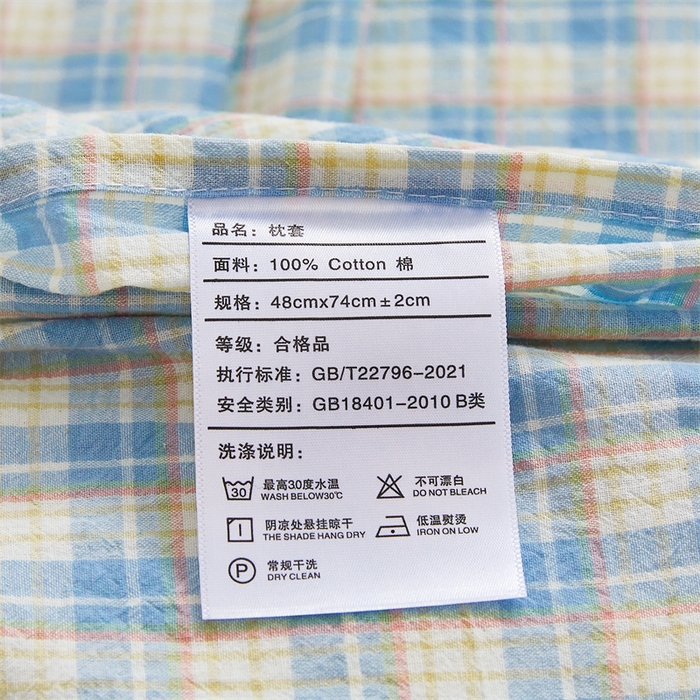 品名：枕套
面料：100% Cotton 棉
规格：48cmx74cm±2cm
等级：合格品
执行标准：GB/T22796-2021
安全类别：GB18401-2010 B类
洗涤说明：
30 最高30度水温 不可漂白
WASH BELOW30℃ DO NOT BLEACH
阴凉处悬挂晾干 低温熨烫
THE SHADE HANG DRY IRON ON LOW
P 常规干洗
DRY CLEAN